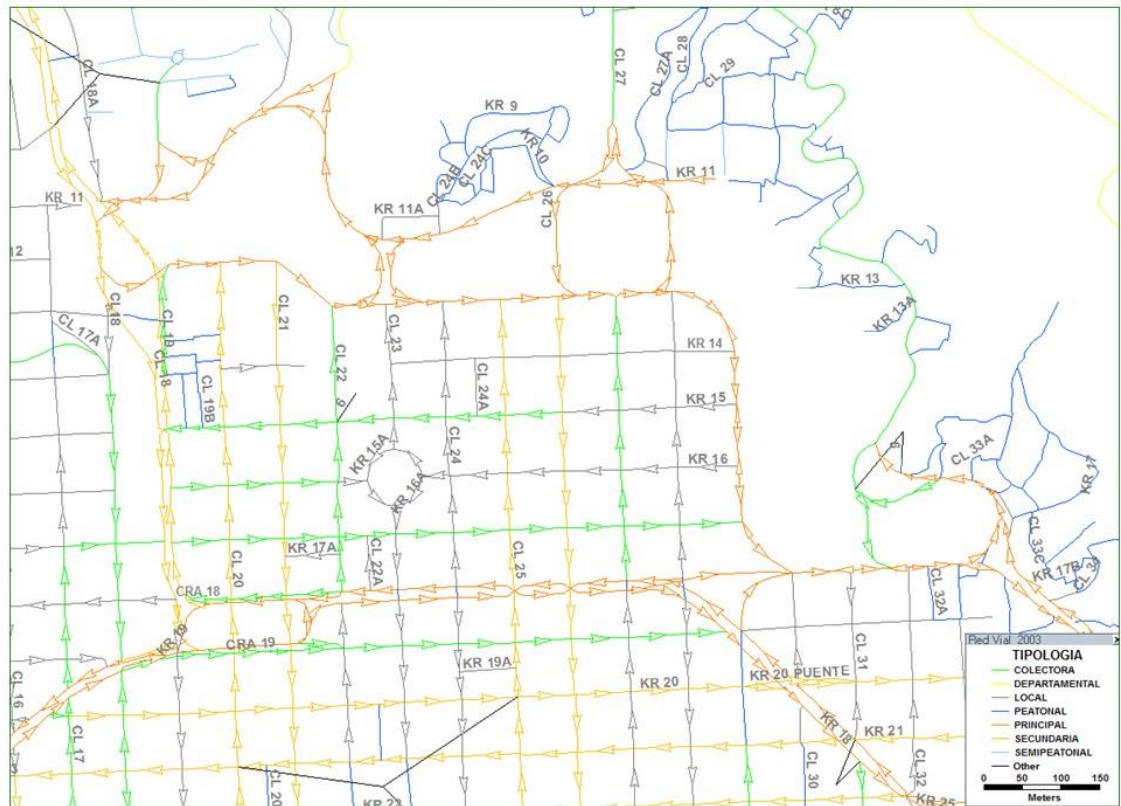 CL 18A
KR 11
12
CL 17A
CL 18
CL 19
CL 18
CL 19B
CL 21
CL 22
6
CL 23
KR 11A
CL 24B
CL 24C
KR 9
KR 10
CL 26
CL 27
CL 27A
CL 28
CL 29
KR 11
KR 13
KR 13A
KR 14
CL 24A
KR 15
KR 15A
KR 16A
CL 24
KR 16
9
CL 33A
KR 17
CL 33C
KR 17B
CL 34
CL 32A
KR 17A
CL 22A
CL 20
CL 25
CRA 18
KR 19
CRA 19
KR 19A
KR 20
KR 20 PUENTE
CL 31
KR 18
KR 21
CL 16
CL 17
CL 20
KR 23
CL 30
CL 32
KR 25
Red Vial 2003
TIPOLOGIA
COLECTORA
DEPARTAMENTAL
LOCAL
PEATONAL
PRINCIPAL
SECUNDARIA
SEMIPEATONAL
Other
0 50 100 150
Meters